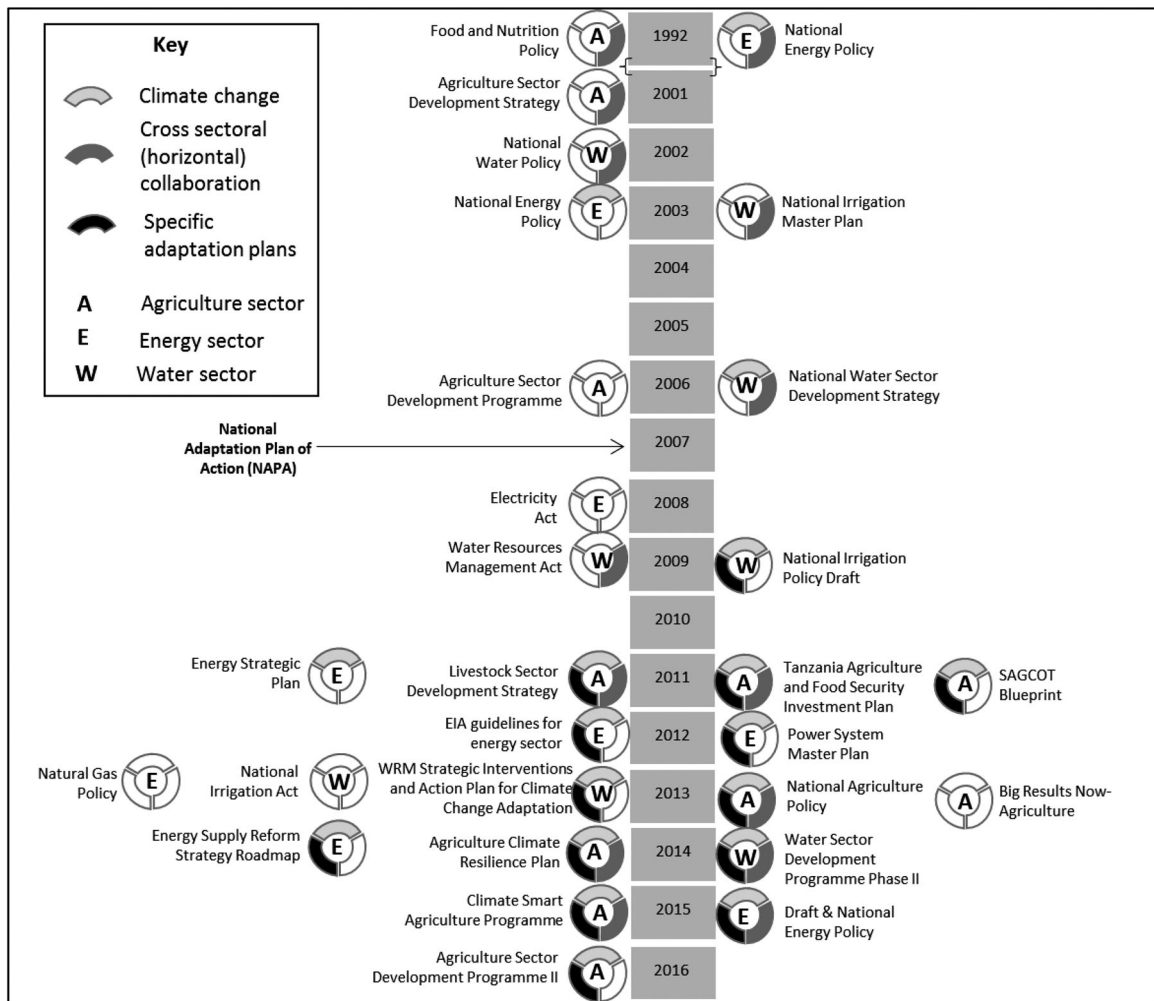 Key
Climate change
Cross sectoral
(horizontal)
collaboration
Specific
adaptation plans
A Agriculture sector
E Energy sector
W Water sector
Food and Nutrition
Policy
A
1992
E
National
Energy Policy
Agriculture Sector
Development Strategy
A
2001
National
Water Policy
W
2002
National Energy
Policy
E
2003
W
National Irrigation
Master Plan
2004
2005
Agriculture Sector
Development Programme
A
2006
W
National Water Sector
Development Strategy
National
Adaptation Plan of
Action (NAPA)
2007
Electricity
Act
E
2008
Water Resources
Management Act
W
2009
W
National Irrigation
Policy Draft
2010
Energy Strategic
Plan
E
Livestock Sector
Development Strategy
A
2011
A
Tanzania Agriculture
and Food Security
Investment Plan
A
SAGCOT
Blueprint
EIA guidelines for
energy sector
E
2012
E
Power System
Master Plan
Natural Gas
Policy
E
National
Irrigation Act
W
WRM Strategic Interventions
and Action Plan for Climate
Change Adaptation
W
2013
A
National Agriculture
Policy
A
Big Results Now-
Agriculture
Energy Supply Reform
Strategy Roadmap
E
Agriculture Climate
Resilience Plan
A
2014
W
Water Sector
Development
Programme Phase II
Climate Smart
Agriculture Programme
A
2015
E
Draft & National
Energy Policy
Agriculture Sector
Development Programme II
A
2016